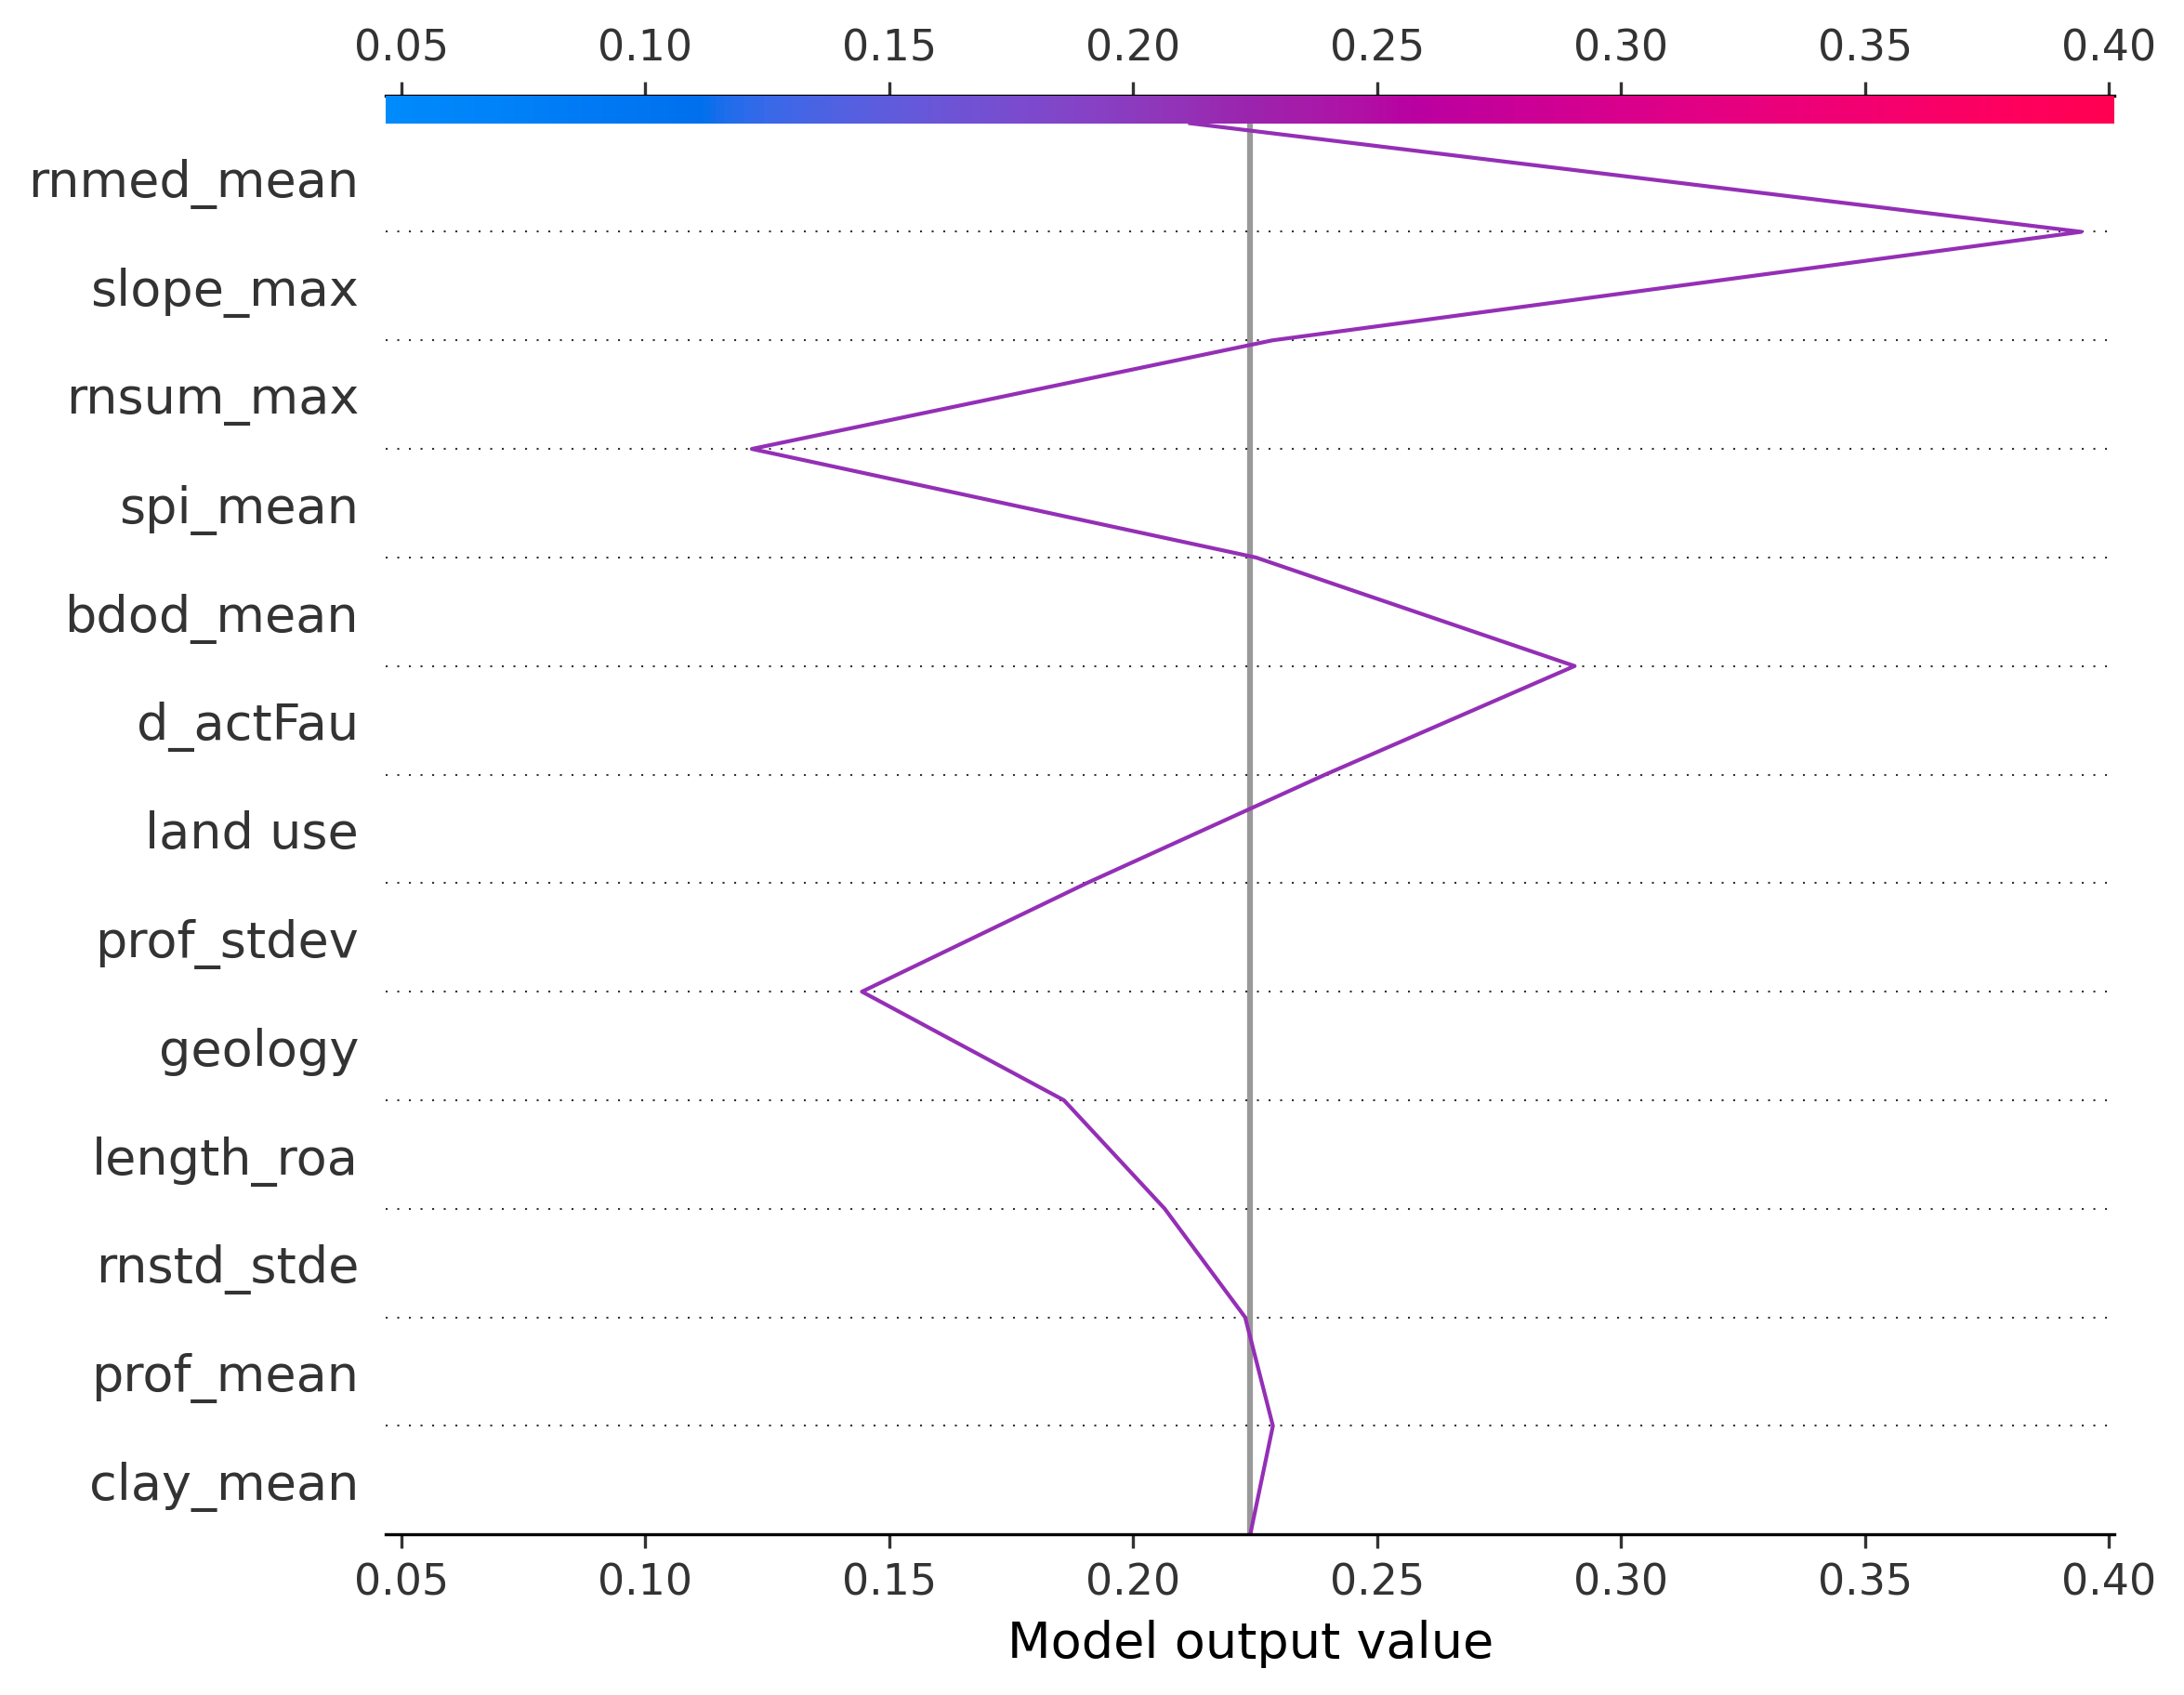 0.05 0.10 0.15 0.20 0.25 0.30 0.35 0.40
rnmed_mean
slope_max
rnsum_max
spi_mean
bdod_mean
d_actFau
land use
prof_stdev
geology
length_roa
rnstd_stde
prof_mean
clay_mean
0.05 0.10 0.15 0.20 0.25 0.30 0.35 0.40
Model output value